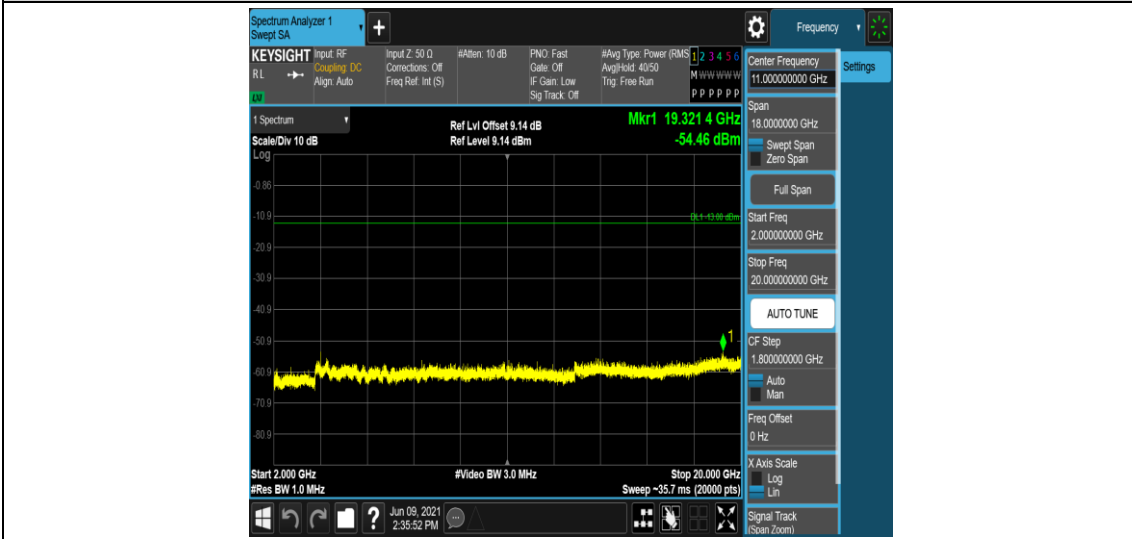 Spectrum Analyzer 1
Swept SA
+
Frequency
KEYSIGHT
RL
Input: RF
Coupling: DC
Align: Auto
Input Z: 50 Ω
Corrections: Off
Freq Ref: Int (S)
#Atten: 10 dB
PNO: Fast
Gate: Off
IF Gain: Low
Sig Track: Off
#Avg Type: Power (RMS
Avg|Hold: 40/50
Trig: Free Run
1 2 3 4 5 6
M W W W W W
P P P P P P
1 Spectrum
Scale/Div 10 dB
Log
Ref Lvl Offset 9.14 dB
Ref Level 9.14 dBm
Mkr1 19.321 4 GHz
-54.46 dBm
-0.86
-10.9
DL1 -13.00 dBm
-20.9
-30.9
-40.9
-50.9
1
-60.9
-70.9
-80.9
Start 2.000 GHz
#Res BW 1.0 MHz
#Video BW 3.0 MHz
Stop 20.000 GHz
Sweep ~35.7 ms (20000 pts)
?
Jun 09, 2021
2:35:52 PM
Center Frequency
11.000000000 GHz
Settings
Span
18.0000000 GHz
Swept Span
Zero Span
Full Span
Start Freq
2.000000000 GHz
Stop Freq
20.000000000 GHz
AUTO TUNE
CF Step
1.800000000 GHz
Auto
Man
Freq Offset
0 Hz
X Axis Scale
Log
Lin
Signal Track
(Span Zoom)